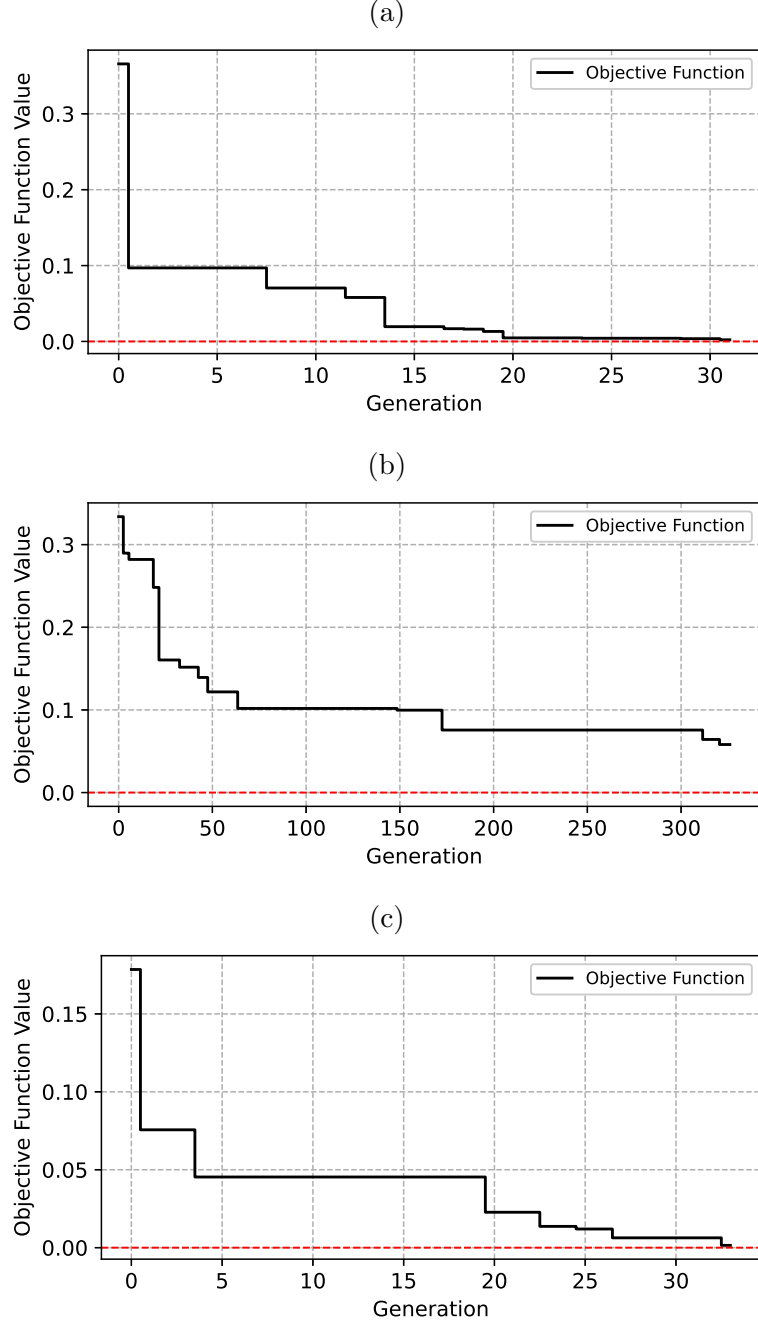 (a)
Objective Function Value
0.3
0.2
0.1
0.0
Objective Function
0 5 10 15 20 25 30
Generation
(b)
Objective Function Value
0.3
0.2
0.1
0.0
Objective Function
0 50 100 150 200 250 300
Generation
(c)
Objective Function Value
0.15
0.10
0.05
0.00
Objective Function
0 5 10 15 20 25 30
Generation